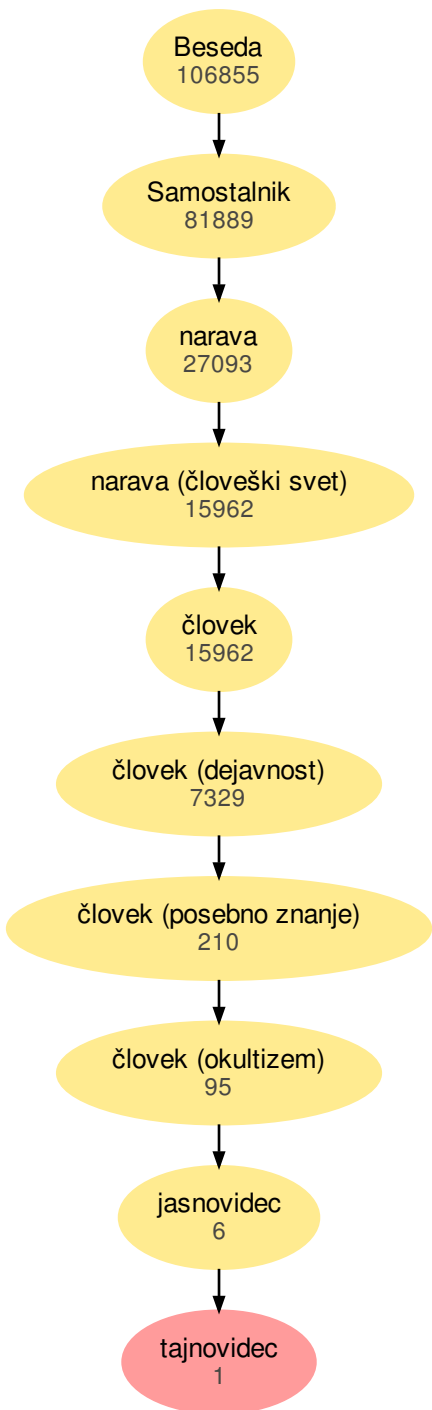 Beseda
106855
Samostalnik
81889
narava
27093
narava (človeški svet)
15962
človek
15962
človek (dejavnost)
7329
človek (posebno znanje)
210
človek (okultizem)
95
jasnovidec
6
tajnovidec
1